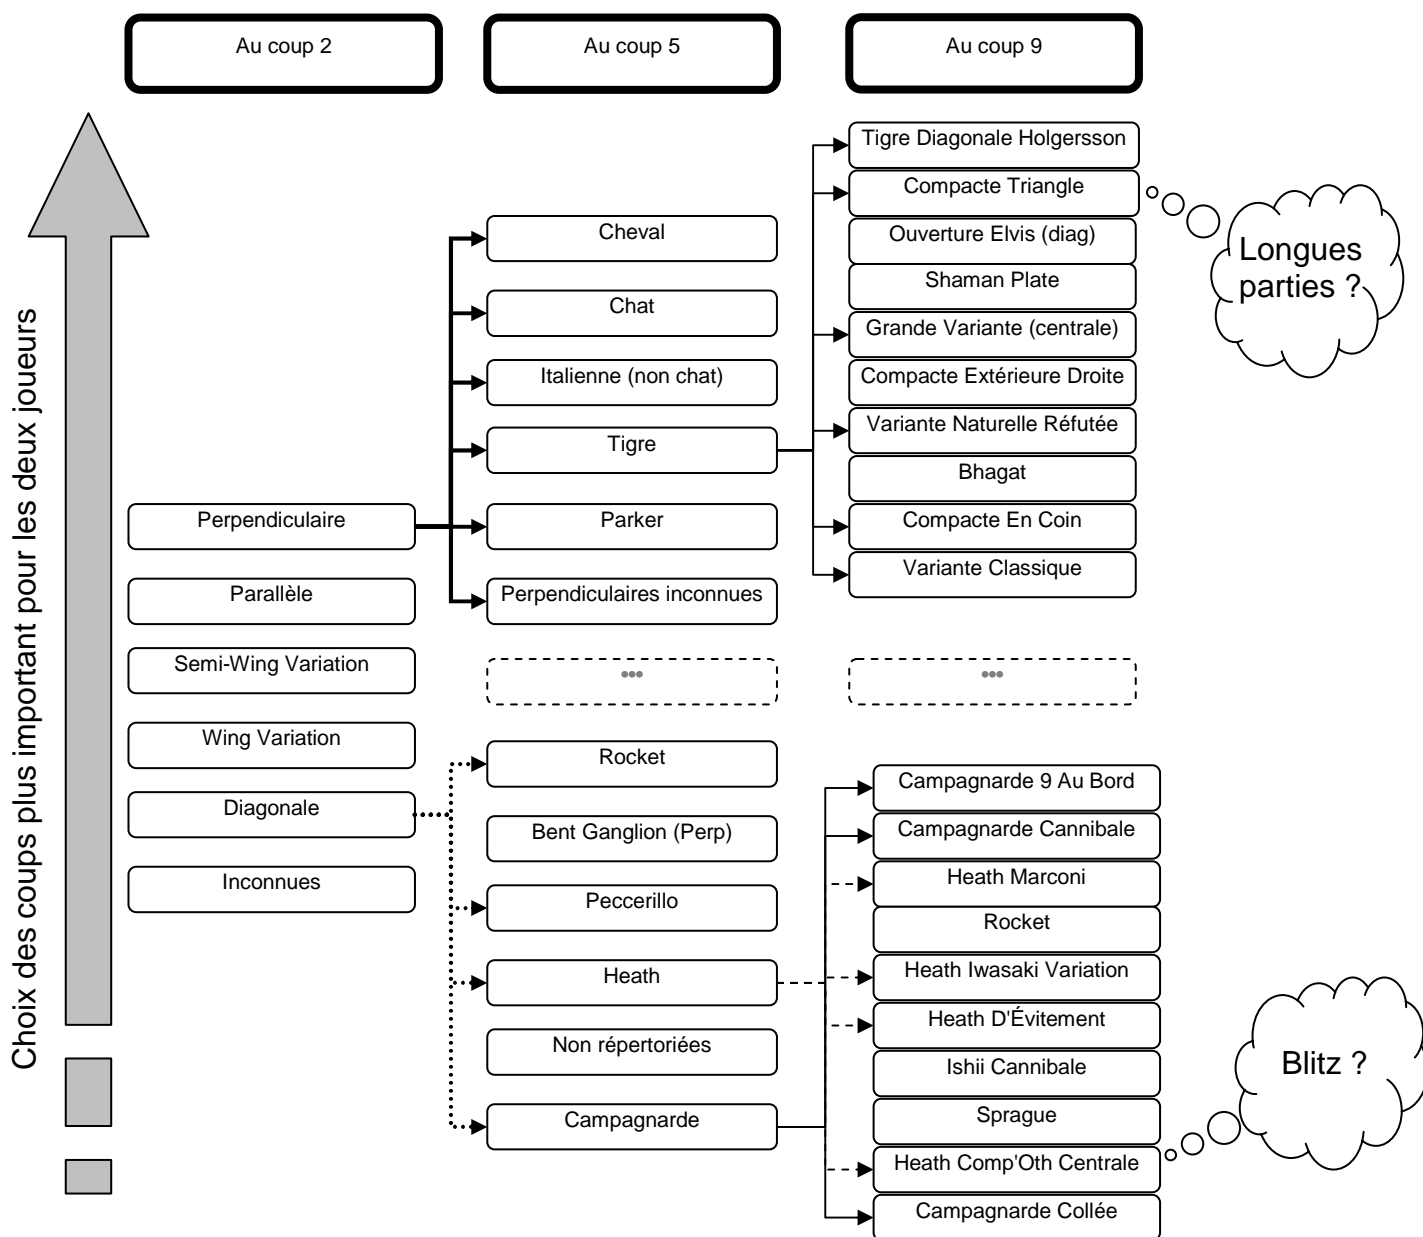 Au coup 2
Au coup 5
Au coup 9
Choix des coups plus important pour les deux joueurs
Perpendiculaire
Parallèle
Semi-Wing Variation
Wing Variation
Diagonale
Inconnues
Cheval
Chat
Italienne (non chat)
Tigre
Parker
Perpendiculaires inconnues
•••
Rocket
Bent Ganglion (Perp)
Peccerillo
Heath
Non répertoriées
Campagnarde
Tigre Diagonale Holgersson
Compacte Triangle
Ouverture Elvis (diag)
Shaman Plate
Grande Variante (centrale)
Compacte Extérieure Droite
Variante Naturelle Réfutée
Bhagat
Compacte En Coin
Variante Classique
•••
Campagnarde 9 Au Bord
Campagnarde Cannibale
Heath Marconi
Rocket
Heath Iwasaki Variation
Heath D'Évitement
Ishii Cannibale
Sprague
Heath Comp'Oth Centrale
Campagnarde Collée
Longues
parties ?
Blitz ?